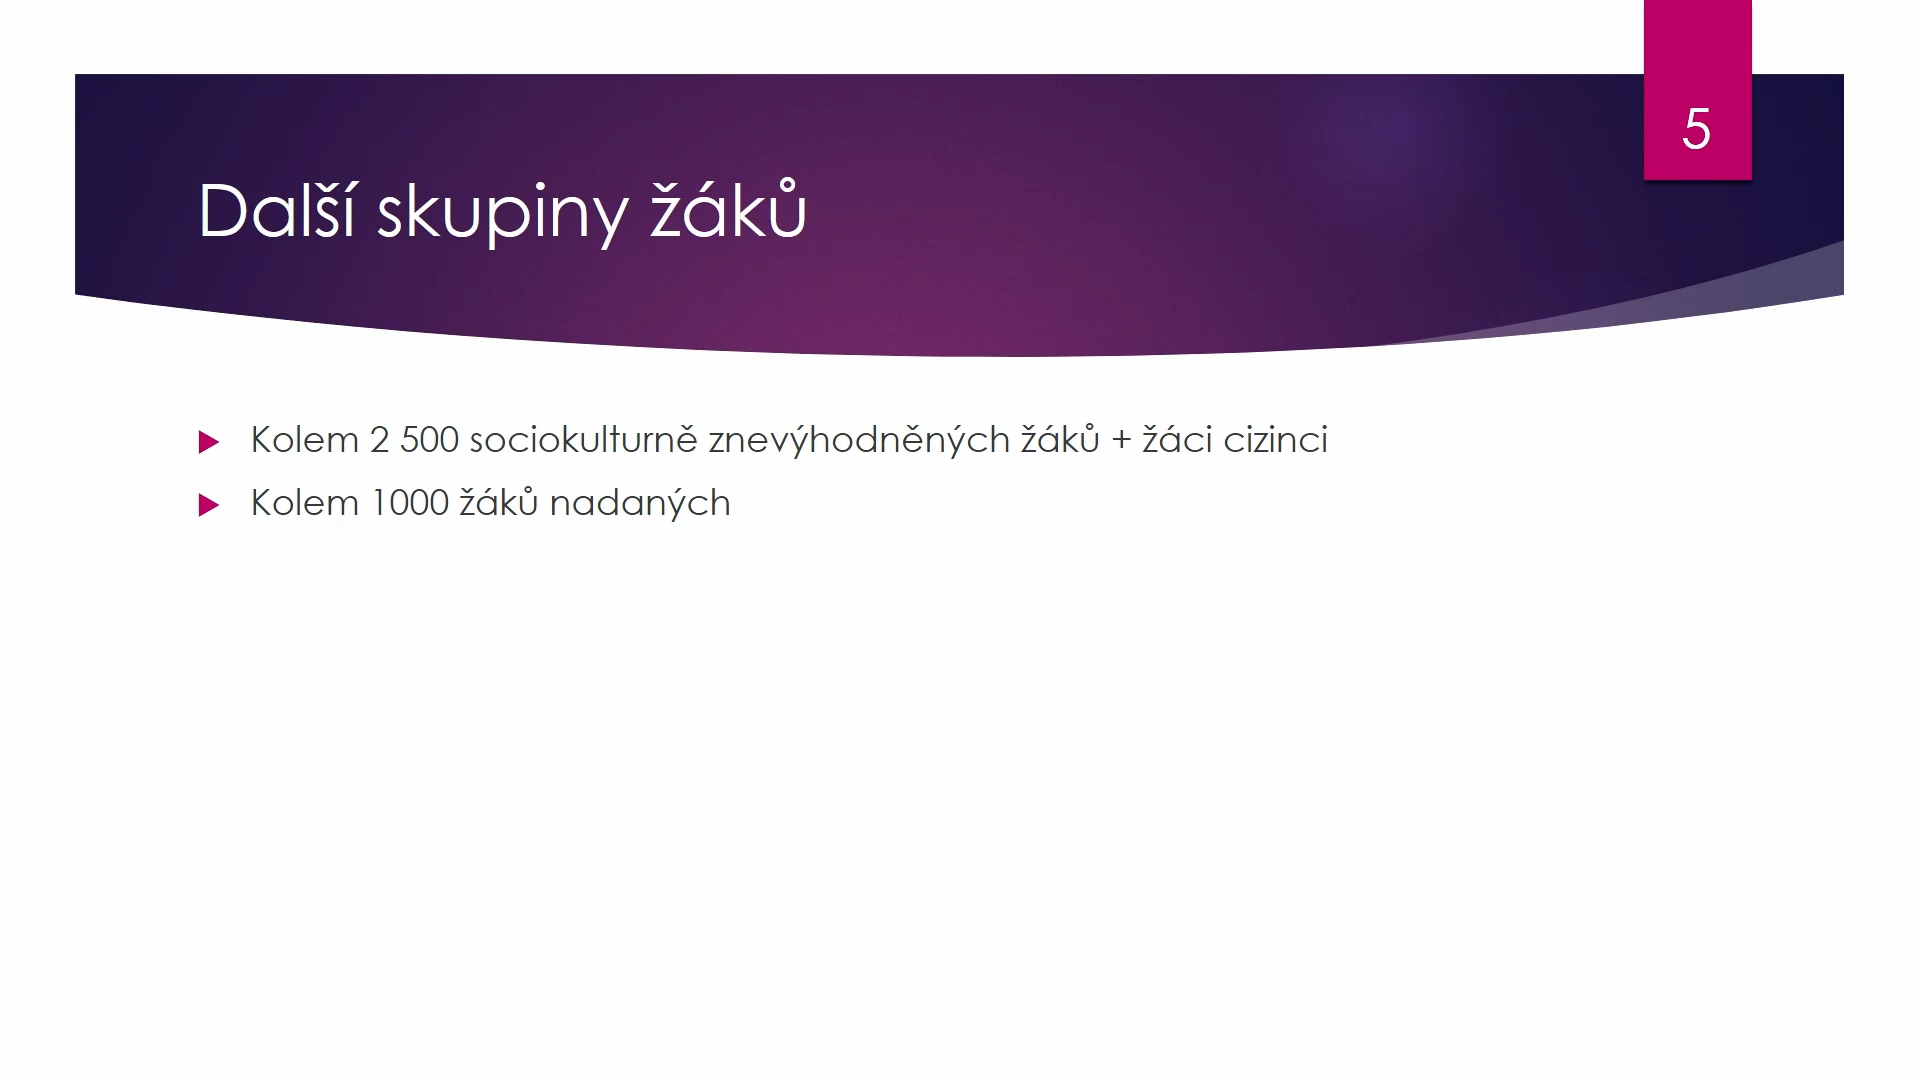 5
Další skupiny žáků
Kolem 2 500 sociokulturně znevýhodněných žáků + žáci cizinci
Kolem 1000 žáků nadaných